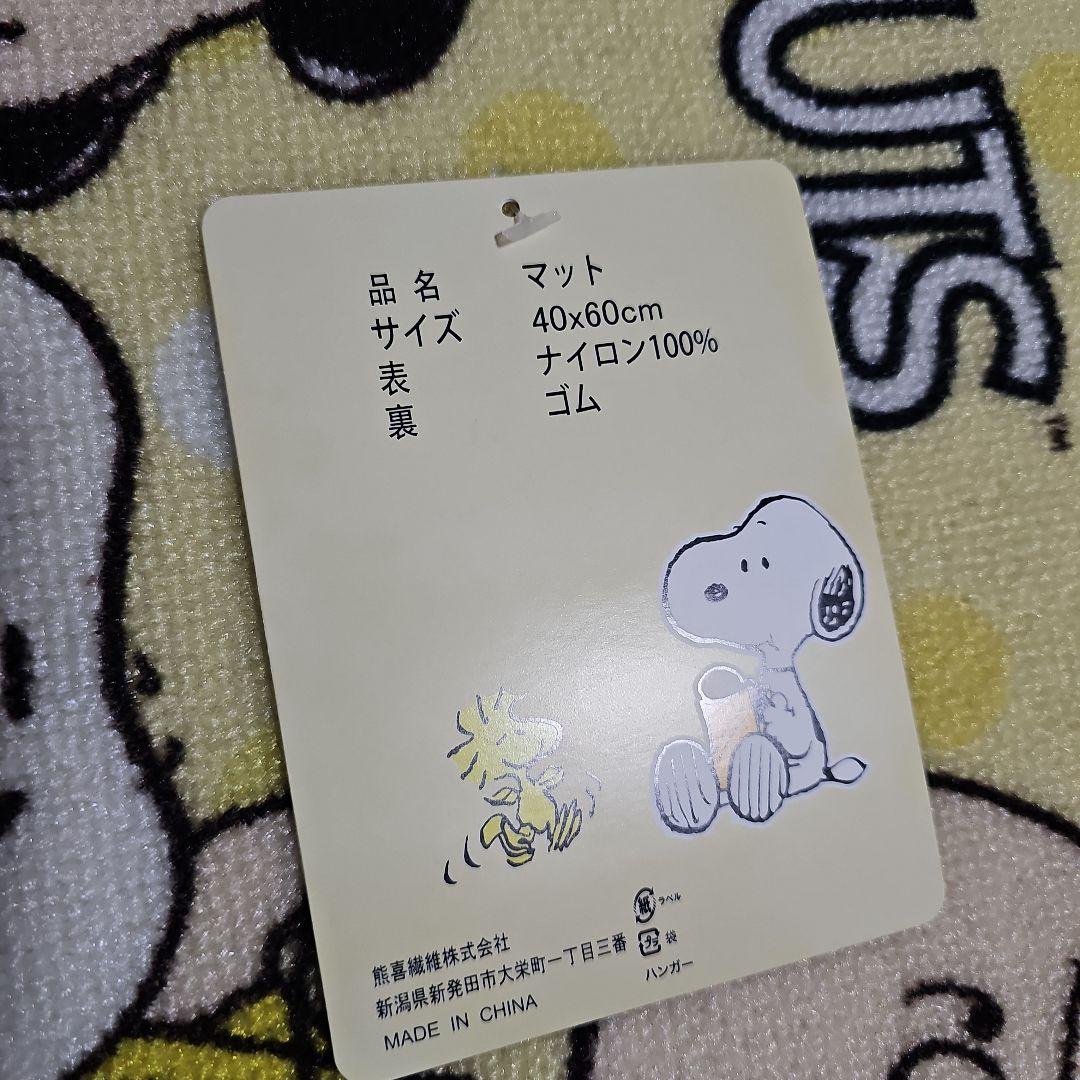 UTS
TM
品名 マット
サイズ 40x60cm
表 ナイロン100%
裏 ゴム
紙 ラベル
プラ 袋
ハンガー
熊喜繊維株式会社
新潟県新発田市大栄町一丁目三番
MADE IN CHINA